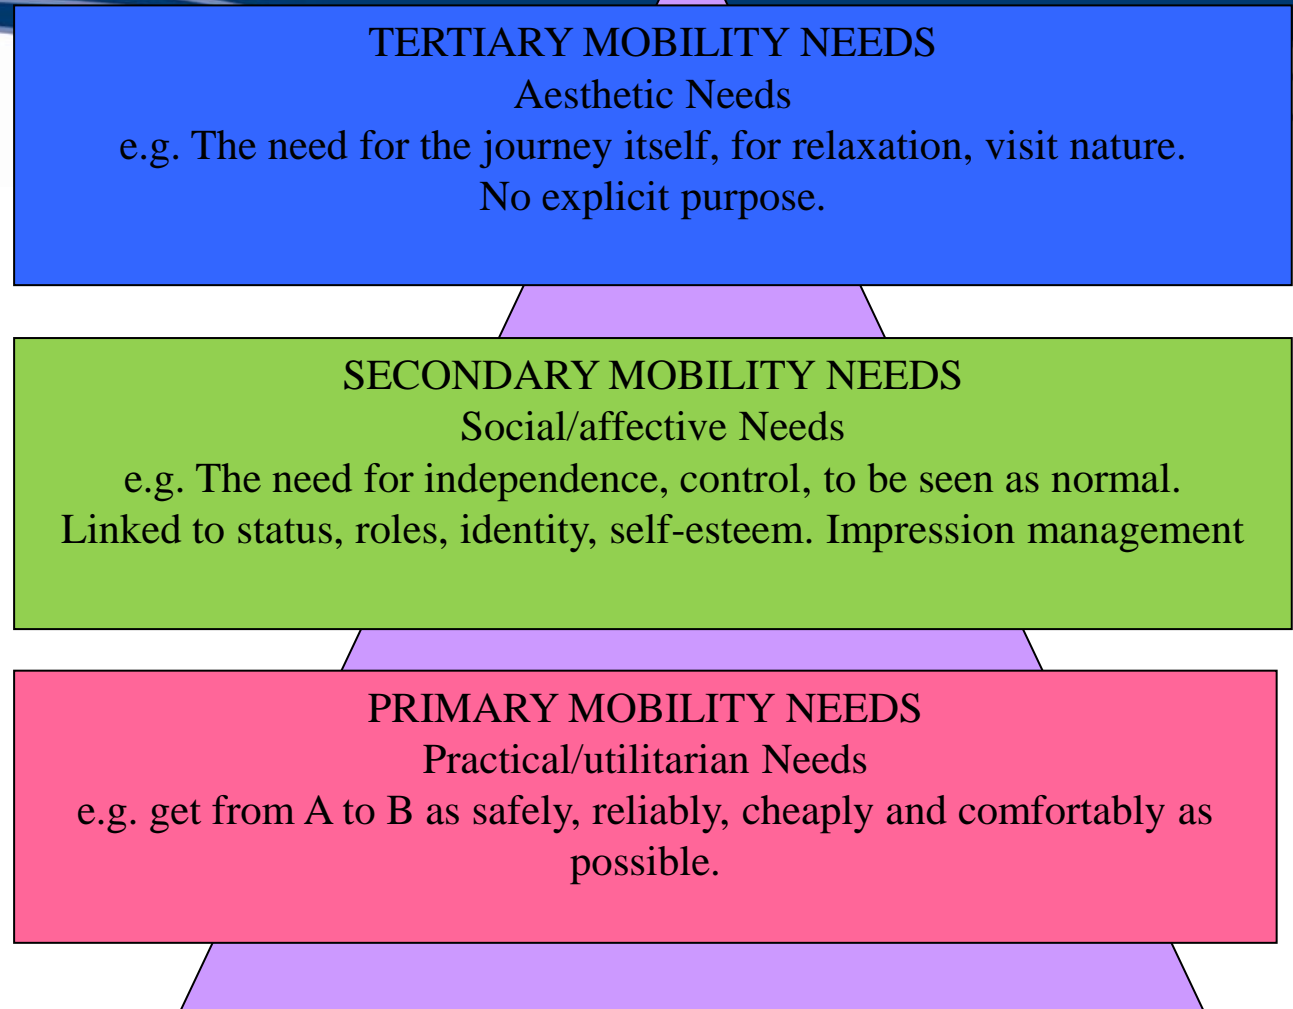 TERTIARY MOBILITY NEEDS
Aesthetic Needs
e.g. The need for the journey itself, for relaxation, visit nature.
No explicit purpose.
SECONDARY MOBILITY NEEDS
Social/affective Needs
e.g. The need for independence, control, to be seen as normal.
Linked to status, roles, identity, self-esteem. Impression management
PRIMARY MOBILITY NEEDS
Practical/utilitarian Needs
e.g. get from A to B as safely, reliably, cheaply and comfortably as
possible.